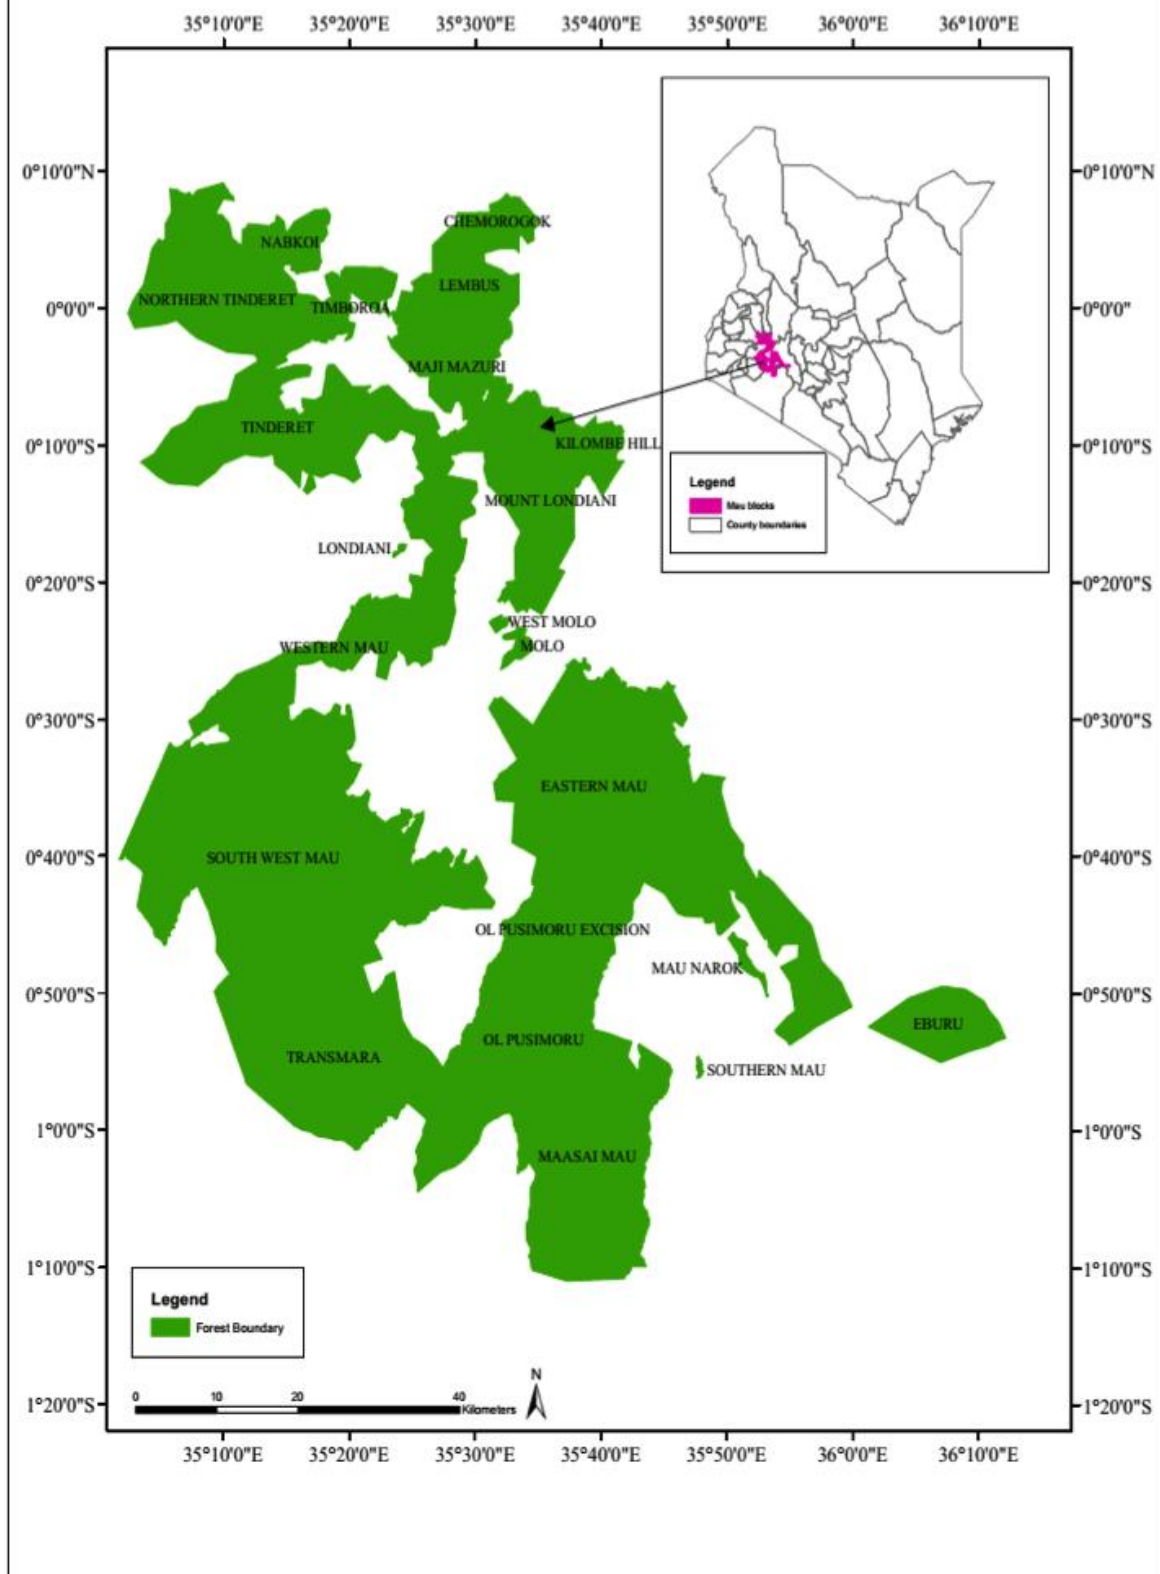 35°10'0"E 35°20'0"E 35°30'0"E 35°40'0"E 35°50'0"E 36°0'0"E 36°10'0"E
0°10'0"N 0°10'0"N
CHEMOROGOK
NABKOI
LEMBUS
NORTHERN TINDERET
TIMBOROA
0°0'0" 0°0'0"
MAJI MAZURI
TINDERET
KILOMBE HILL
0°10'0"S 0°10'0"S
Legend
Mau blocks
County boundaries
MOUNT LONDIANI
LONDIANI
0°20'0"S 0°20'0"S
WEST MOLO
MOLO
WESTERN MAU
0°30'0"S 0°30'0"S
EASTERN MAU
0°40'0"S 0°40'0"S
SOUTH WEST MAU
OL PUSIMORU EXCISION
MAU NAROK
0°50'0"S 0°50'0"S
EBURU
OL PUSIMORU
TRANSMARA
SOUTHERN MAU
1°0'0"S 1°0'0"S
MAASAI MAU
1°10'0"S 1°10'0"S
Legend
Forest Boundary
N
0 10 20 40
Kilometers
1°20'0"S 1°20'0"S
35°10'0"E 35°20'0"E 35°30'0"E 35°40'0"E 35°50'0"E 36°0'0"E 36°10'0"E